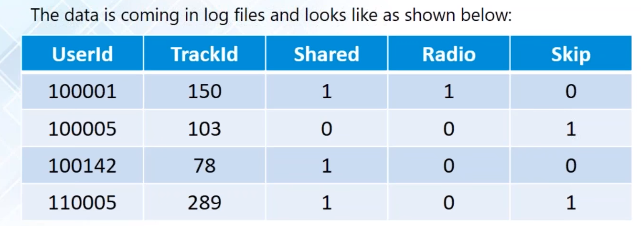 The data is coming in log files and looks like as shown below:
UserId TrackId Shared Radio Skip
100001 150 1 1 0
100005 103 0 0 1
100142 78 1 0 0
110005 289 1 0 1